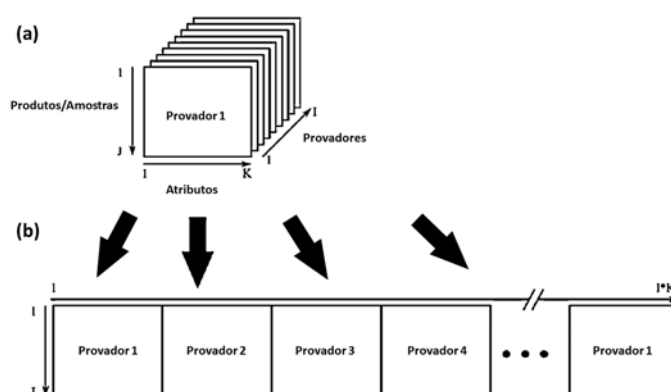 (a)
1
Produtos/Amostras
Provador 1
I
Provadores
J
1
1
K
Atributos
(b)
1
I*K
1
Provador 1
Provador 2
Provador 3
Provador 4
Provador 1
J